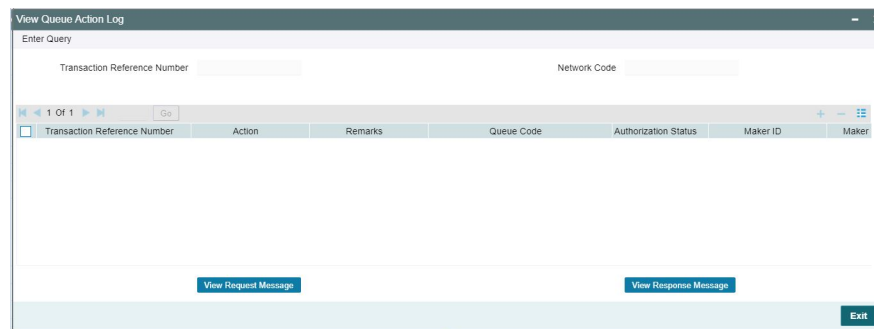 View Queue Action Log
Enter Query
Transaction Reference Number
Network Code
1 Of 1
Go
Transaction Reference Number Action Remarks Queue Code Authorization Status Maker ID Maker
View Request Message
View Response Message
Exit